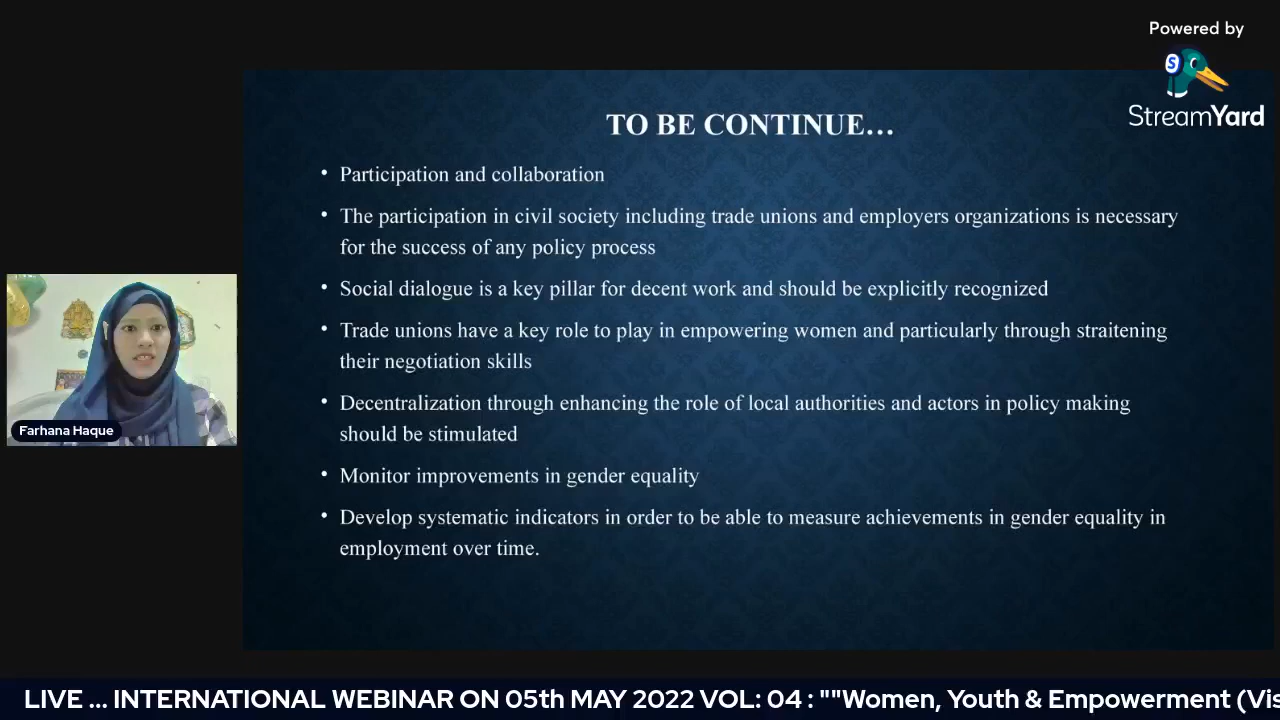 Powered by
StreamYard
TO BE CONTINUE...
• Participation and collaboration
• The participation in civil society including trade unions and employers organizations is necessary
for the success of any policy process
• Social dialogue is a key pillar for decent work and should be explicitly recognized
• Trade unions have a key role to play in empowering women and particularly through straitening
their negotiation skills
• Decentralization through enhancing the role of local authorities and actors in policy making
should be stimulated
• Monitor improvements in gender equality
• Develop systematic indicators in order to be able to measure achievements in gender equality in
employment over time.
Farhana Haque
LIVE ... INTERNATIONAL WEBINAR ON 05th MAY 2022 VOL: 04 : ""Women, Youth & Empowerment (Vis